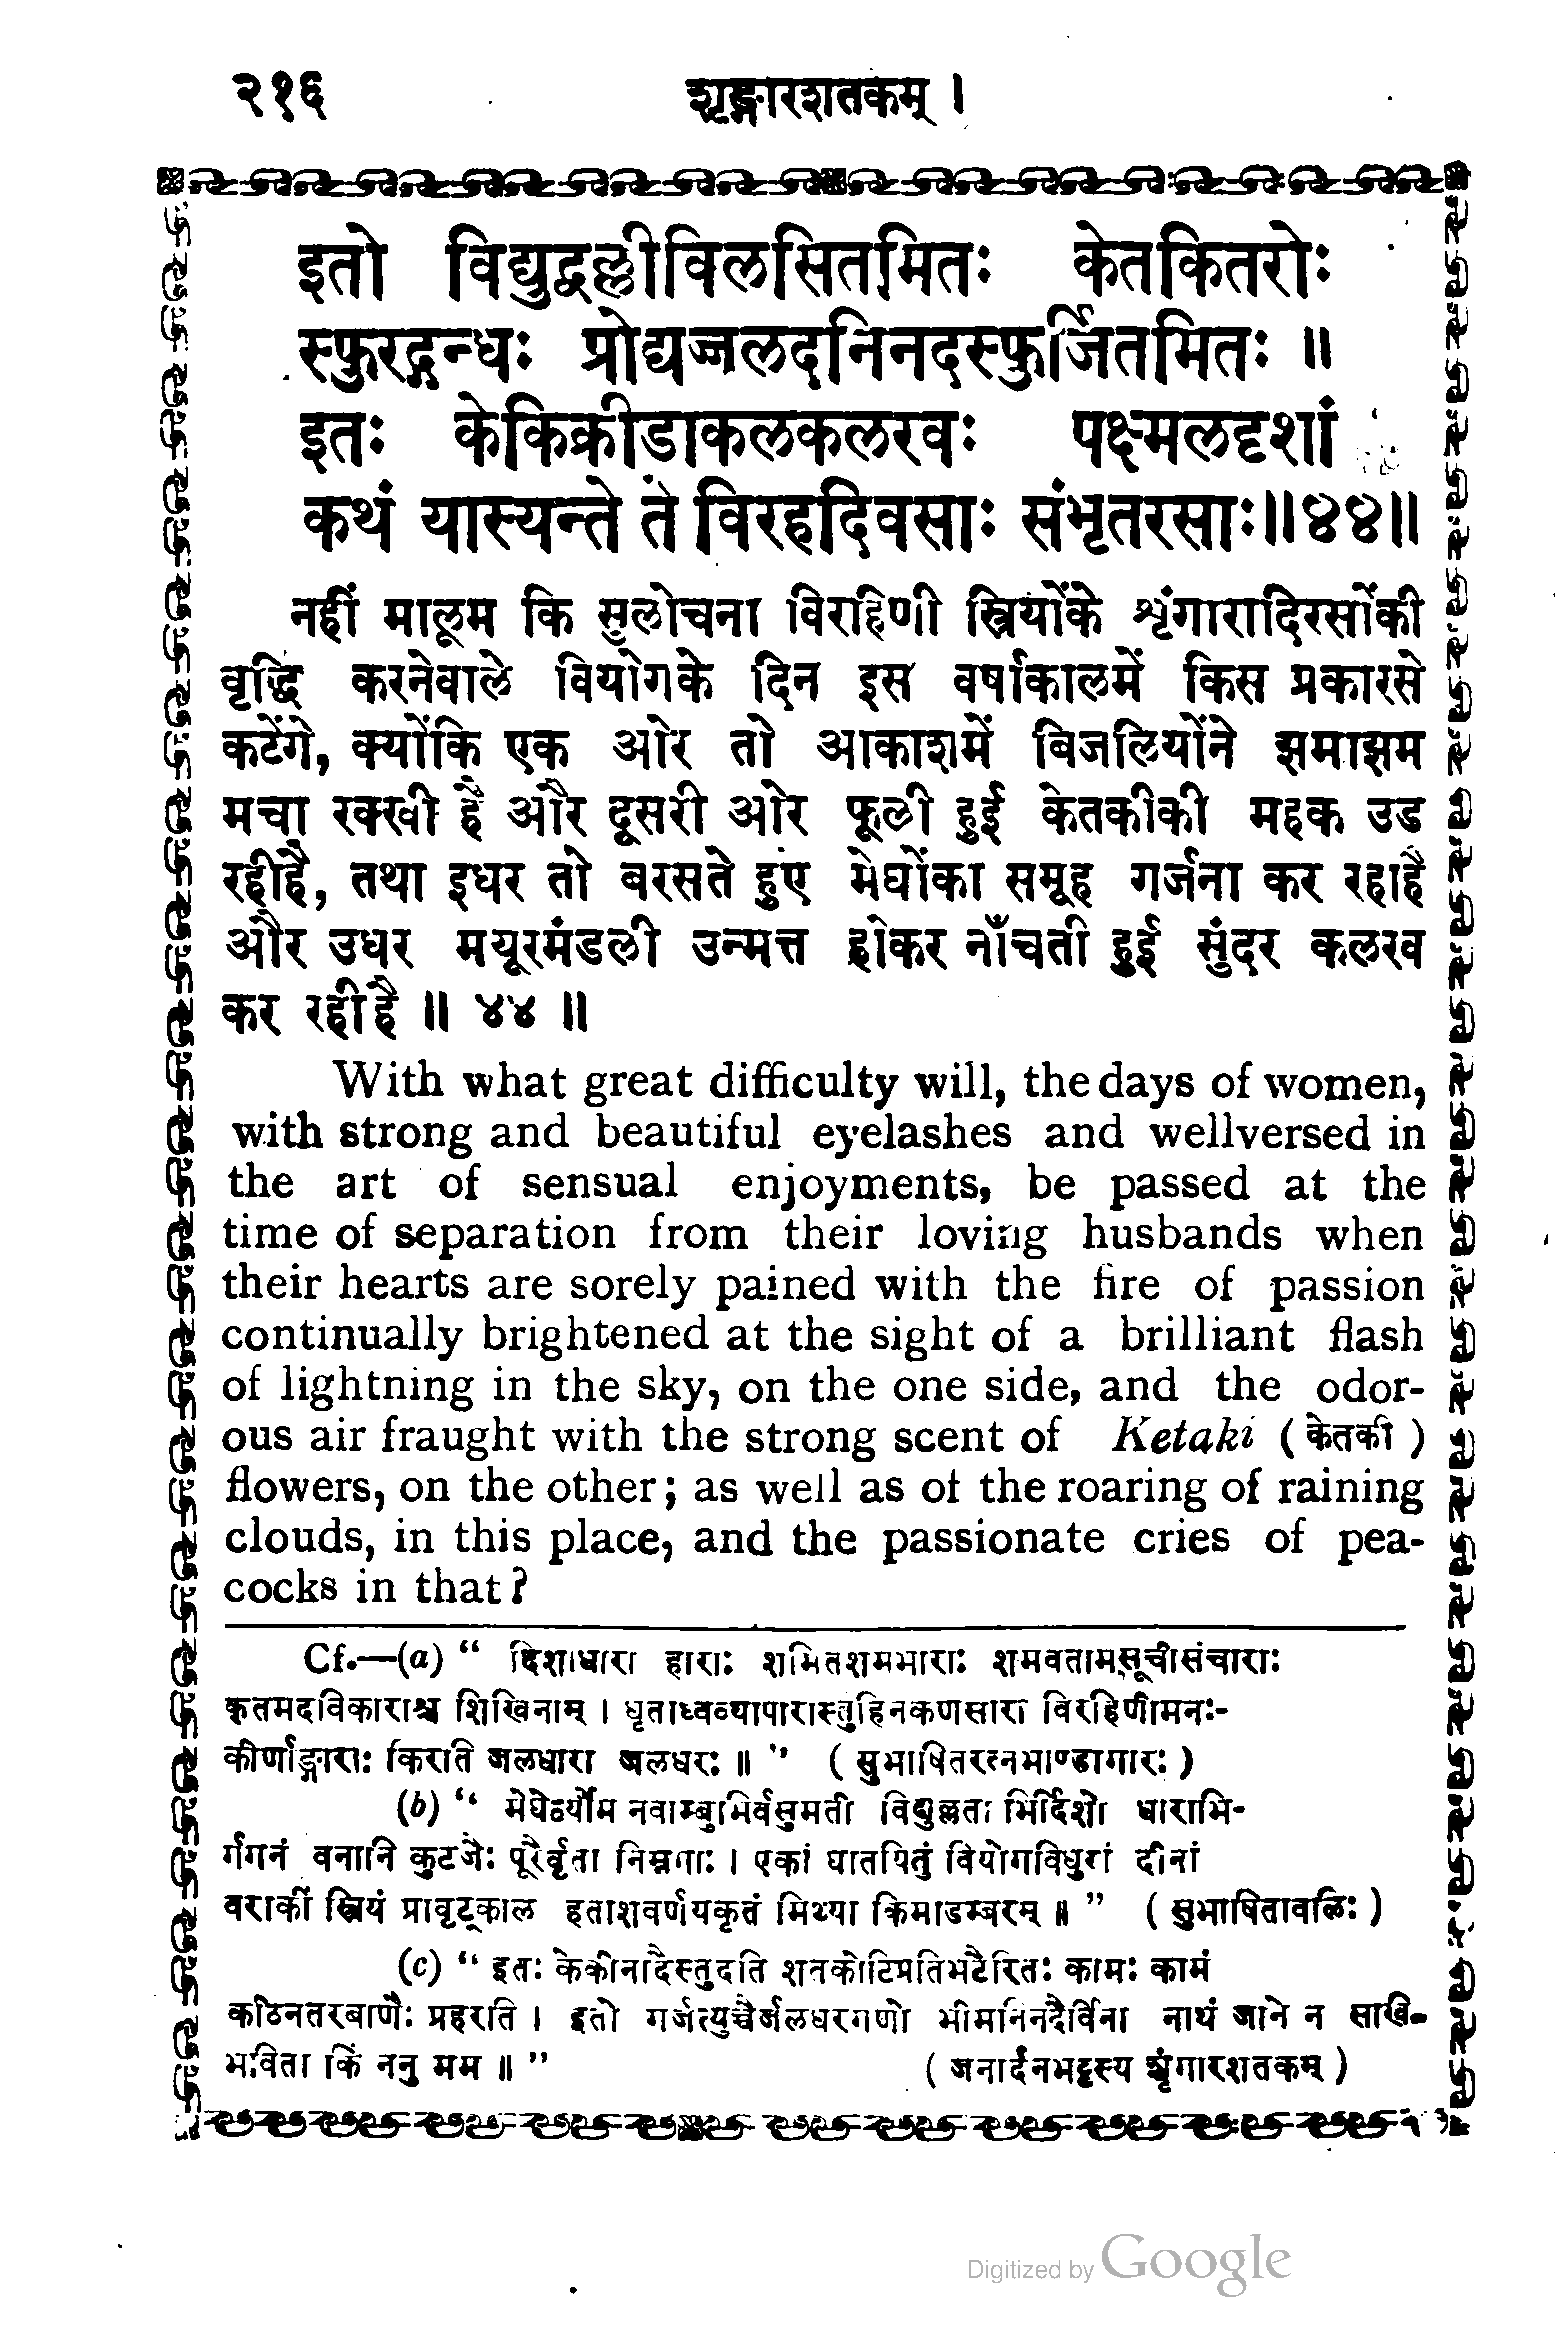 २१६ शृङ्गारशतकम् ।
इतो विद्युद्वल्लीविलसितमितः केतकितरोः
स्फुरद्गन्धः प्रोद्यज्जलदनिनदस्फुर्जितमितः ॥
इतः केकिक्रीडाकलकलरवः पक्ष्मलदृशां
कथं यास्यन्ते ते विरहदिवसाः संभृतरसाः॥४४॥
नहीं मालूम कि सुलोचना विराहिणी स्त्रियोंके शृंगारादिरसोंकी
वृद्धि करनेवाले वियोगके दिन इस वर्षाकालमें किस प्रकारसे
कटेंगे, क्योंकि एक ओर तो आकाशमें बिजलियोंने झमाझम
मचा रक्खी है और दूसरी ओर फूली हुई केतकीकी महक उड
रहीहै, तथा इधर तो बरसते हुए मेघोंका समूह गर्जना कर रहाहै
और उधर मयूरमंडली उन्मत्त होकर नाँचती हुई सुंदर कलरव
कर रहीहै ॥ ४४ ॥
With what great difficulty will, the days of women,
with strong and beautiful eyelashes and wellversed in
the art of sensual enjoyments, be passed at the
time of separation from their loving husbands when
their hearts are sorely pained with the fire of passion
continually brightened at the sight of a brilliant flash
of lightning in the sky, on the one side, and the odor-
ous air fraught with the strong scent of Ketaki ( केतकी )
flowers, on the other; as well as of the roaring of raining
clouds, in this place, and the passionate cries of pea-
cocks in that?
Cf.—(a) “ दिशाधारा हाराः शमितशमभाराः शमवतामसूचीसंचाराः
कृतमदविकाराश्च शिखिनाम् । धृताध्वव्यापारास्तुहिनकणसारा विरहिणीमनः-
कीर्णाङ्गाराः किराति जलधारा जलधरः ॥ ” ( सुभाषितरत्नभाण्डागारः )
(b) “ मेघैर्व्योम नवाम्बुभिर्वसुमती विद्युल्लता भिर्दिशो धाराभि-
र्गगनं वनानि कुटजैः पूरैर्वृता निम्नगाः । एकां घातयितुं वियोगविधुरां दीनां
वराकीं स्त्रियं प्रावृट्काल हताशवर्णयकृतं मिथ्या किमाडम्बरम् ॥ ” ( सुभाषितावलिः )
(c) “ इतः केकीनादैस्तुदति शतकोटिप्रतिभटैरितः कामः कामं
कठिनतरबाणैः प्रहरति । इतो गर्जत्युच्चैर्जलधरगणो भीमनिनदैर्विना नाथं जाने न साखि-
भविता किं ननु मम ॥ ” ( जनार्दनभट्टस्य शृंगारशतकम् )
Digitized by Google